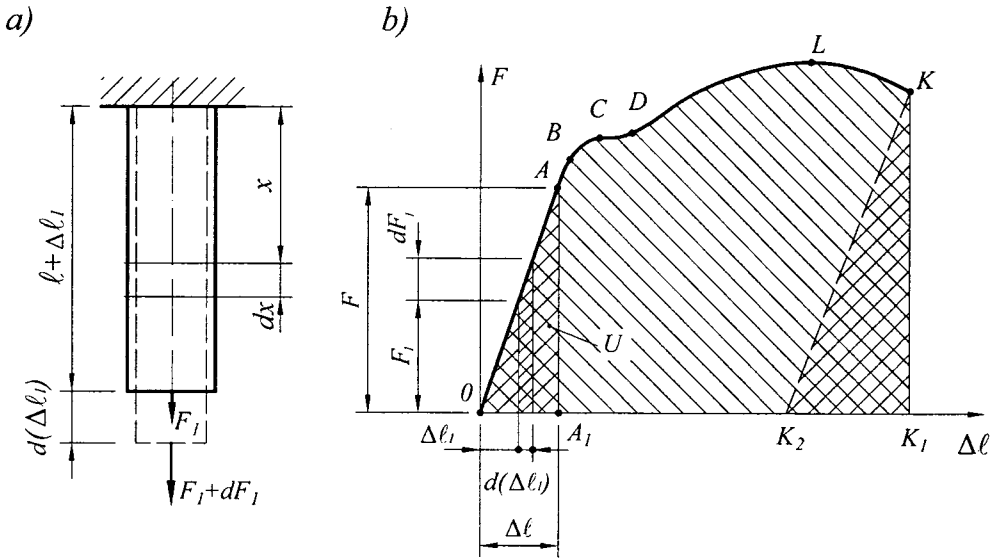 a)
x
ℓ+Δℓ₁
dx
d(Δℓ₁)
F₁
F₁+dF₁
b)
F
L
K
D
C
B
A
dF₁
F
F₁
U
0
Δℓ₁
A₁
K₂
K₁
Δℓ
d(Δℓ₁)
Δℓ